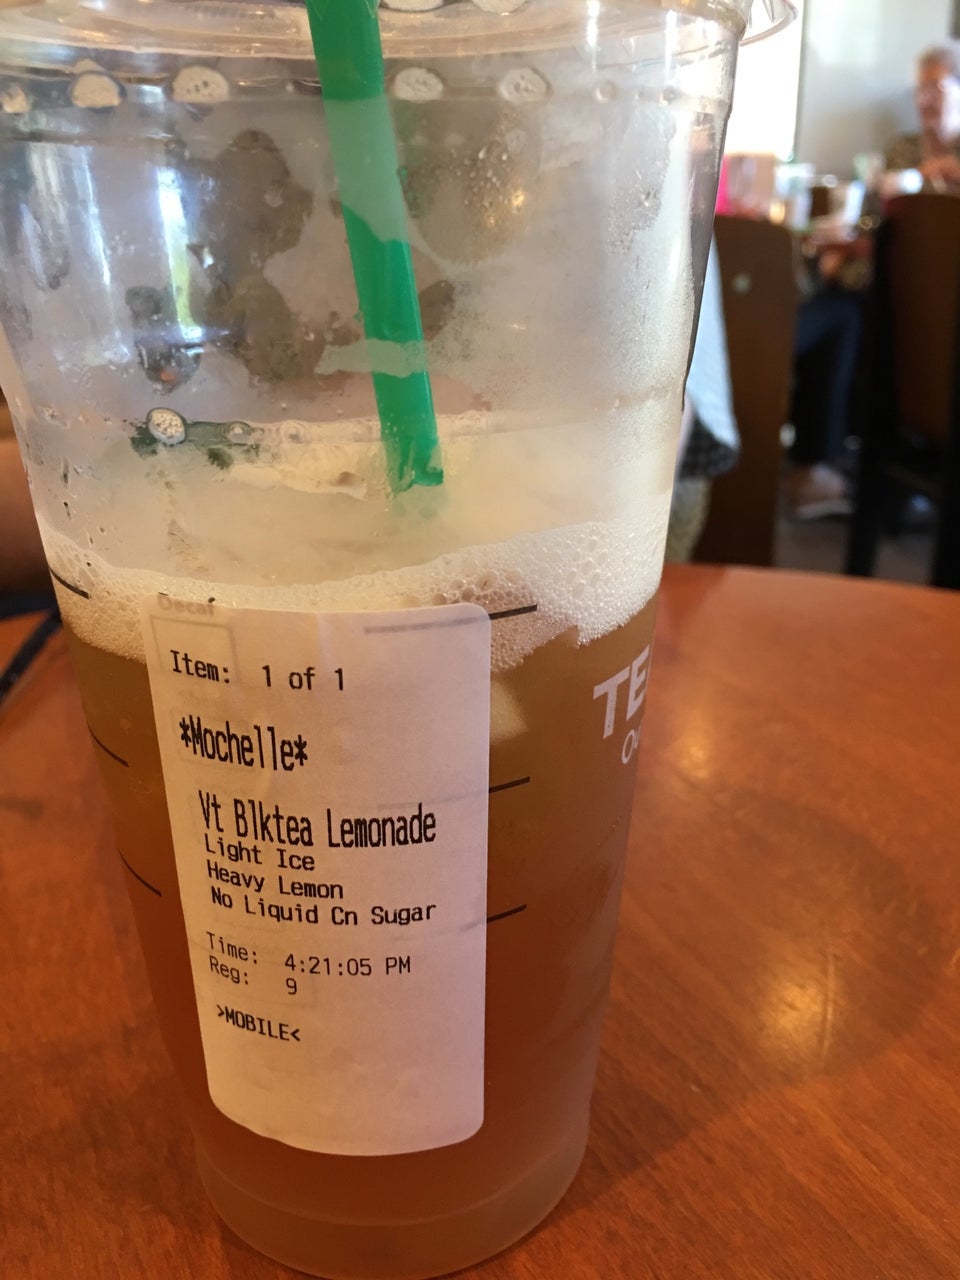 Decaf
Item: 1 of 1
*Mochelle*
Vt Blktea Lemonade
Light Ice
Heavy Lemon
No Liquid Cn Sugar
Time: 4:21:05 PM
Reg: 9
>MOBILE<
TE